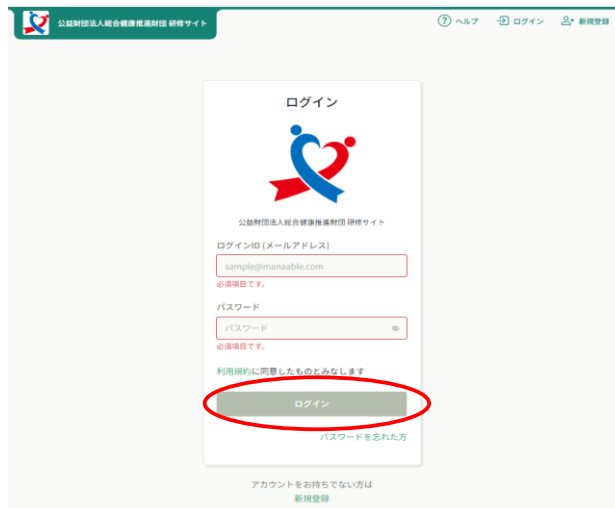 公益財団法人総合健康推進財団 研修サイト
ヘルプ ログイン 新規登録
ログイン
公益財団法人総合健康推進財団 研修サイト
ログインID (メールアドレス)
sample@manaable.com
必須項目です。
パスワード
パスワード
必須項目です。
利用規約に同意したものとみなします
ログイン
パスワードを忘れた方
アカウントをお持ちでない方は
新規登録